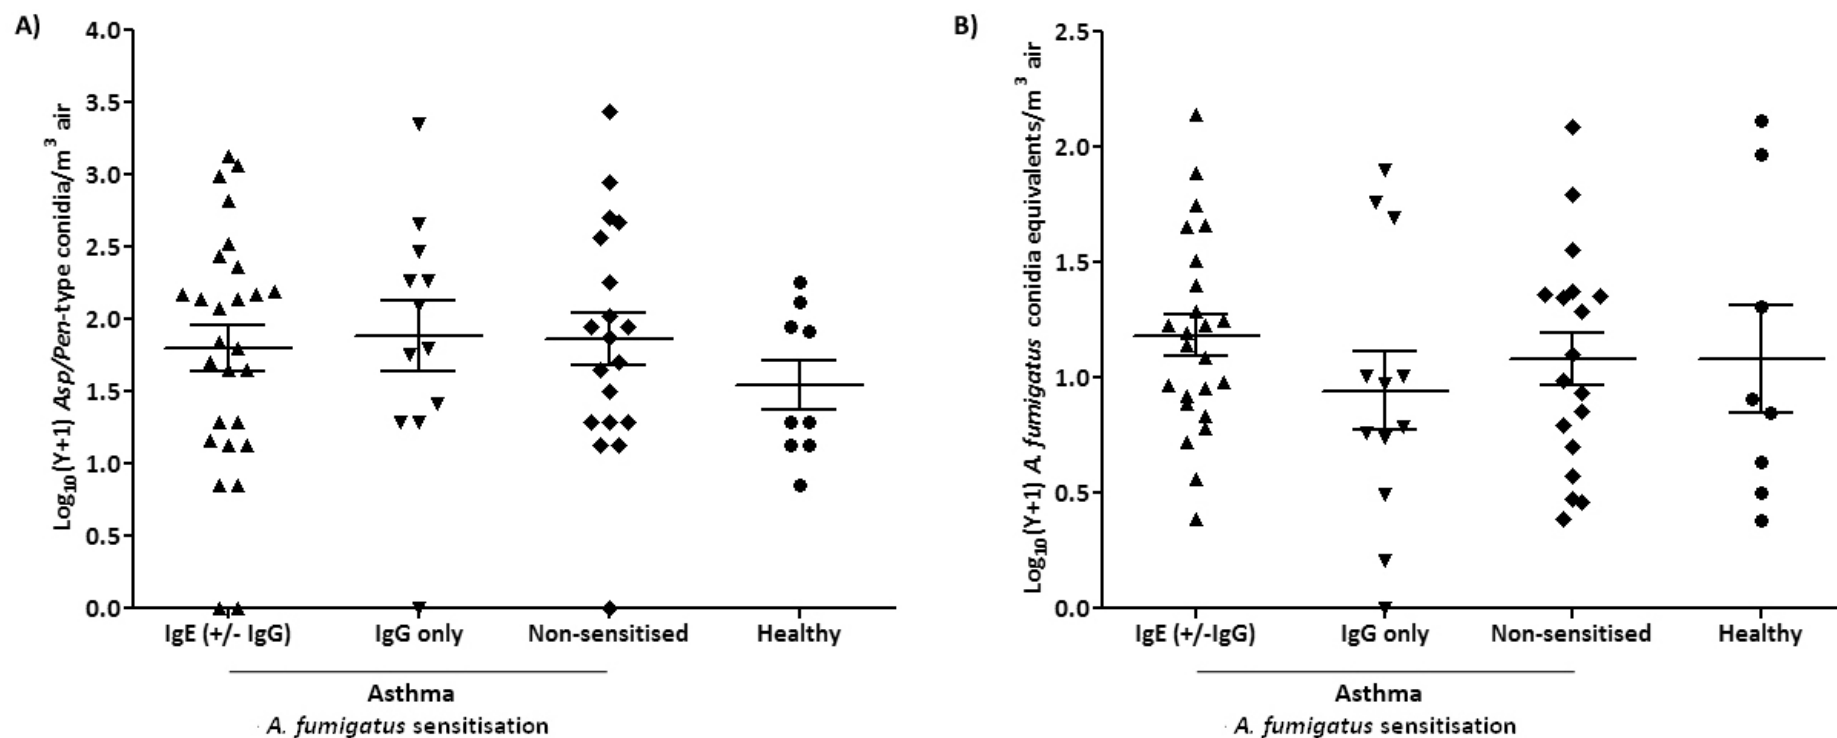 A)
Log10(Y+1) Asp/Pen-type conidia/m3 air
4.0
3.5
3.0
2.5
2.0
1.5
1.0
0.5
0.0
IgE (+/- IgG)
IgG only
Non-sensitised
Healthy
Asthma
A. fumigatus sensitisation
B)
Log10(Y+1) A. fumigatus conidia equivalents/m3 air
2.5
2.0
1.5
1.0
0.5
0.0
IgE (+/-IgG)
IgG only
Non-sensitised
Healthy
Asthma
A. fumigatus sensitisation